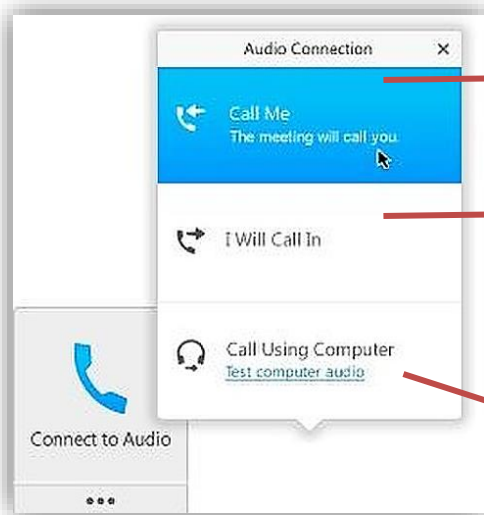 Audio Connection ×
Call Me
The meeting will call you.
I Will Call In
Call Using Computer
Test computer audio
Connect to Audio